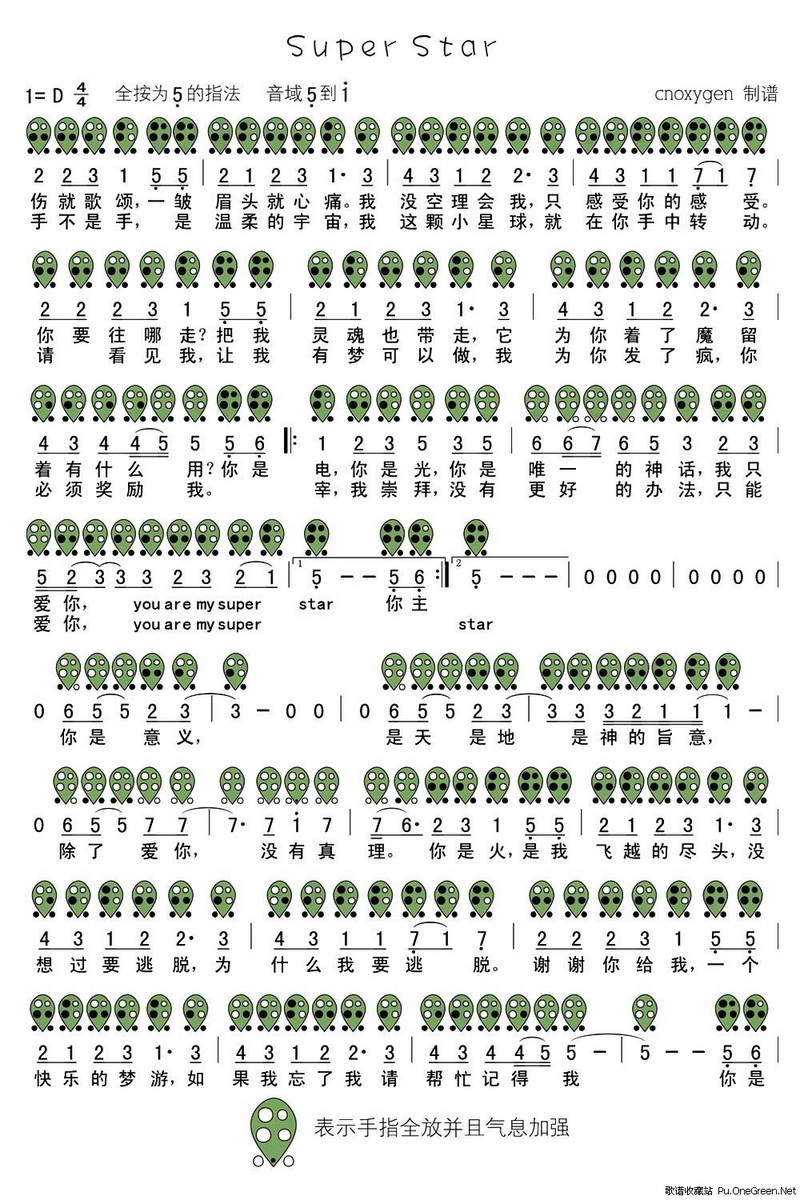 Super Star
1= D 4/4 全按为5̣的指法 音域5̣到i cnoxygen 制谱
2 2 2 3 1 5̣ 5̣ | 2 1 2 3 1· 3 | 4 3 1 2 2· 3 | 4 3 1 1 7̣ 1 7̣ |
伤就歌颂,一皱 眉头就心痛。我 没空理会我,只 感受你的感 受。
手不是手, 是 温柔的宇宙,我 这颗小星球,就 在你手中转 动。
2 2 2 3 1 5̣ 5̣ | 2 1 2 3 1· 3 | 4 3 1 2 2· 3
你要往哪走?把我 灵魂也带走,它 为你着了魔留
请 看见我,让我 有梦可以做,我 为你发了疯,你
4 3 4 4 5 5 5̣ 6̣ ‖: 1 2 3 5 3 5 | 6 6 7 6 5 3 2 3
着有什么 用?你是 电,你是光,你是 唯一 的神话,我只
必须奖励 我。 宰,我崇拜,没有 更好 的办法,只能
5 2 3 3 3 2 3 2 1 | 1 5̣ - - 5̣ 6̣ :‖ 2 5̣ - - - | 0 0 0 0 | 0 0 0 0 |
爱你, you are my super star 你主
爱你, you are my super star
0 6 5 5 2 3 | 3 - 0 0 | 0 6 5 5 2 3 | 3 3 3 2 1 1 1 - |
你是 意义, 是天 是地 是神的旨意,
0 6 5 5 7 7 | 7· 7 i 7 | 7 6· 2 3 1 5̣ 5̣ | 2 1 2 3 1· 3 |
除了 爱你, 没有真 理。 你是火,是我 飞越的尽头,没
4 3 1 2 2· 3 | 4 3 1 1 7̣ 1 7̣ | 2 2 2 3 1 5̣ 5̣ |
想过要逃脱,为 什么我要逃 脱。 谢谢你给我,一个
2 1 2 3 1· 3 | 4 3 1 2 2· 3 | 4 3 4 4 5 5 - | 5 - - 5̣ 6̣ |
快乐的梦游,如 果我忘了我请 帮忙记得 我 你是
表示手指全放并且气息加强
歌谱收藏站 Pu.OneGreen.Net